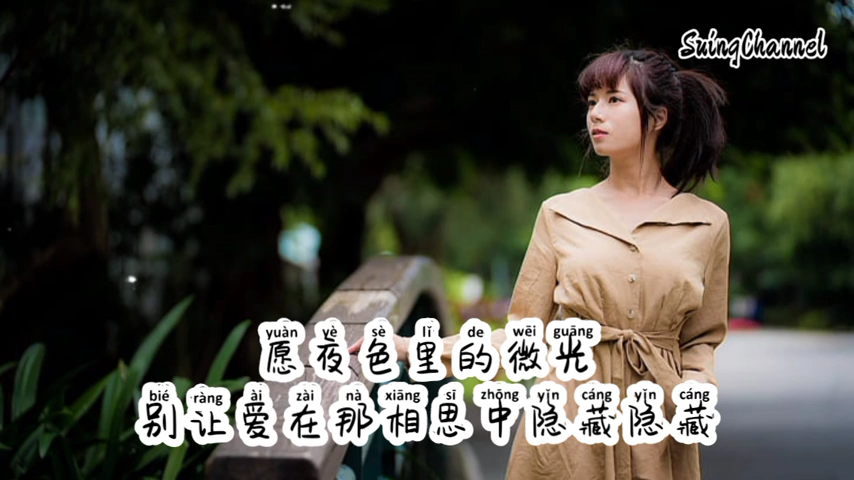 SuingChannel
yuàn yè sè lǐ de wēi guāng
愿夜色里的微光
bié ràng ài zài nà xiāng sī zhōng yǐn cáng yǐn cáng
别让爱在那相思中隐藏隐藏